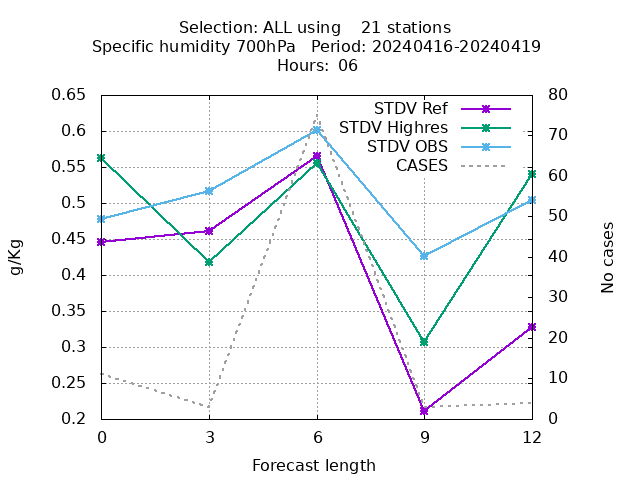 Selection: ALL using    21 stations
Specific humidity 700hPa   Period: 20240416-20240419
Hours: 06
0.65
0.6
0.55
0.5
0.45
0.4
0.35
0.3
0.25
0.2
80
70
60
50
40
30
20
10
0
STDV Ref
STDV Highres
STDV OBS
CASES
g/Kg
No cases
0 3 6 9 12
Forecast length